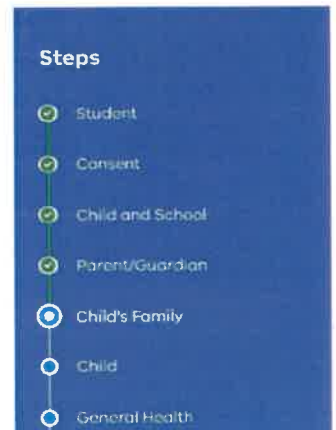 Steps
Student
Consent
Child and School
Parent/Guardian
Child's Family
Child
General Health